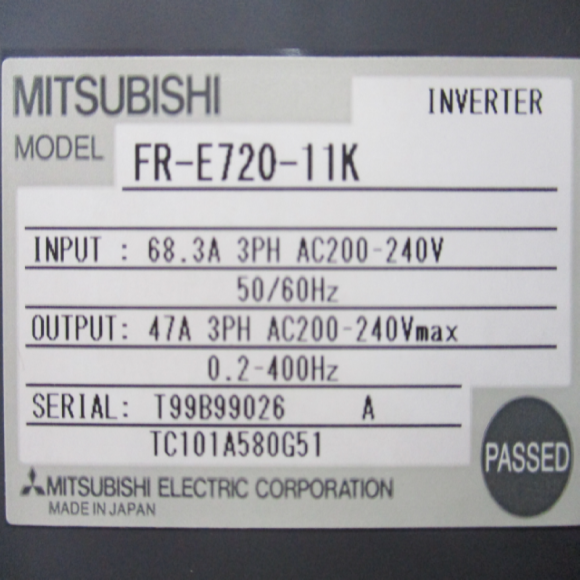 MITSUBISHI
INVERTER
MODEL FR-E720-11K
INPUT : 68.3A 3PH AC200-240V
50/60Hz
OUTPUT: 47A 3PH AC200-240Vmax
0.2-400Hz
SERIAL: T99B99026 A
TC101A580G51
PASSED
MITSUBISHI ELECTRIC CORPORATION
MADE IN JAPAN